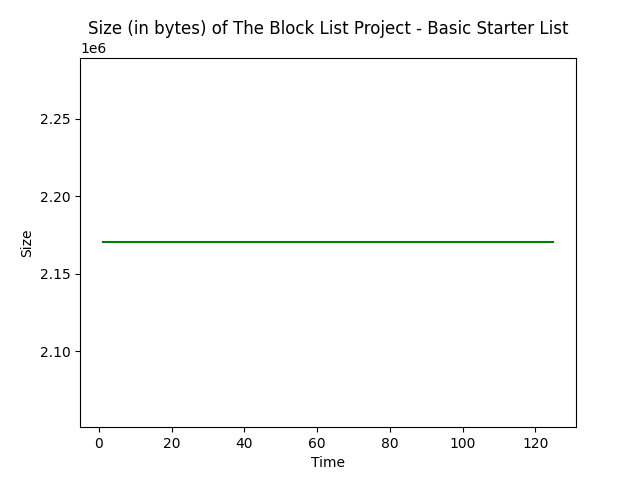 Size (in bytes) of The Block List Project - Basic Starter List
1e6
2.25
2.20
2.15
2.10
Size
0 20 40 60 80 100 120
Time